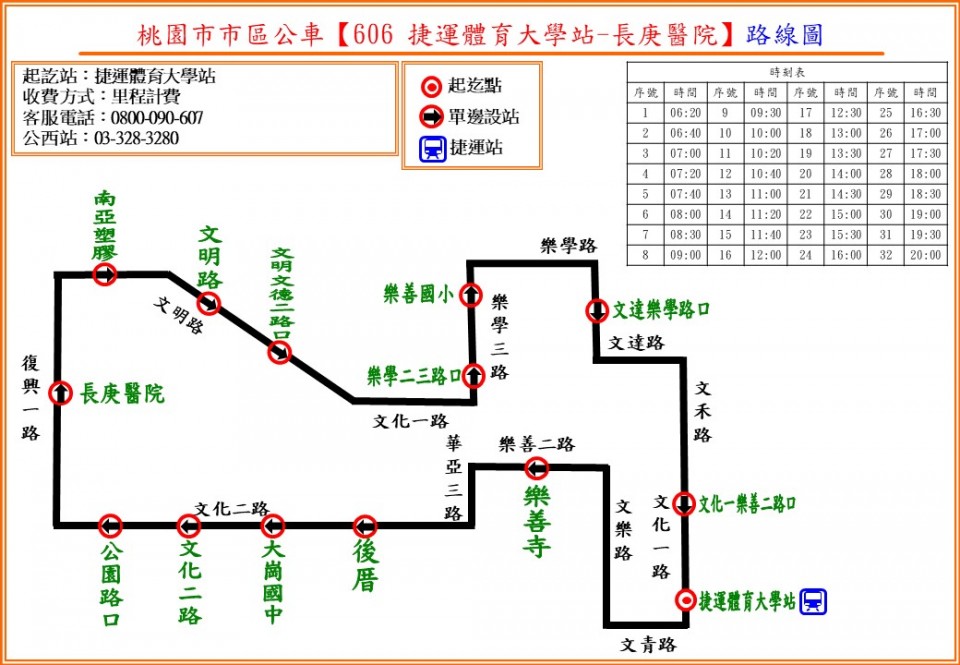 桃園市市區公車【606 捷運體育大學站-長庚醫院】路線圖
起訖站：捷運體育大學站
收費方式：里程計費
客服電話：0800-090-607
公西站：03-328-3280
起迄點
單邊設站
捷運站
時刻表
序號 時間 序號 時間 序號 時間 序號 時間
1 06:20 9 09:30 17 12:30 25 16:30
2 06:40 10 10:00 18 13:00 26 17:00
3 07:00 11 10:20 19 13:30 27 17:30
4 07:20 12 10:40 20 14:00 28 18:00
5 07:40 13 11:00 21 14:30 29 18:30
6 08:00 14 11:20 22 15:00 30 19:00
7 08:30 15 11:40 23 15:30 31 19:30
8 09:00 16 12:00 24 16:00 32 20:00
南亞塑膠
文明路
文明文德二路口
文明路
樂學路
樂善國小
樂學三路
文達樂學路口
文達路
復興一路
長庚醫院
樂學二三路口
文化一路
文禾路
華亞三路
樂善二路
樂善寺
文樂路
文化一路
文化一樂善二路口
文化二路
公園路口
文化二路
大崗國中
後厝
捷運體育大學站
文青路